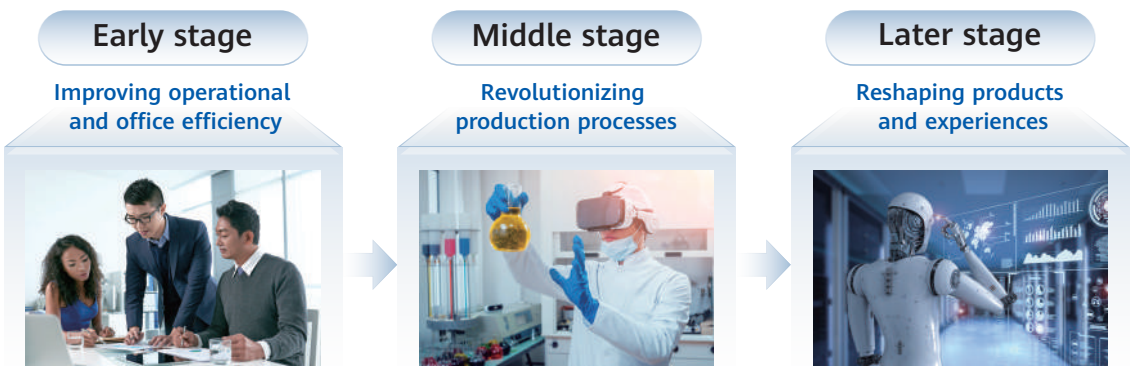 Early stage
Improving operational
and office efficiency
Middle stage
Revolutionizing
production processes
Later stage
Reshaping products
and experiences